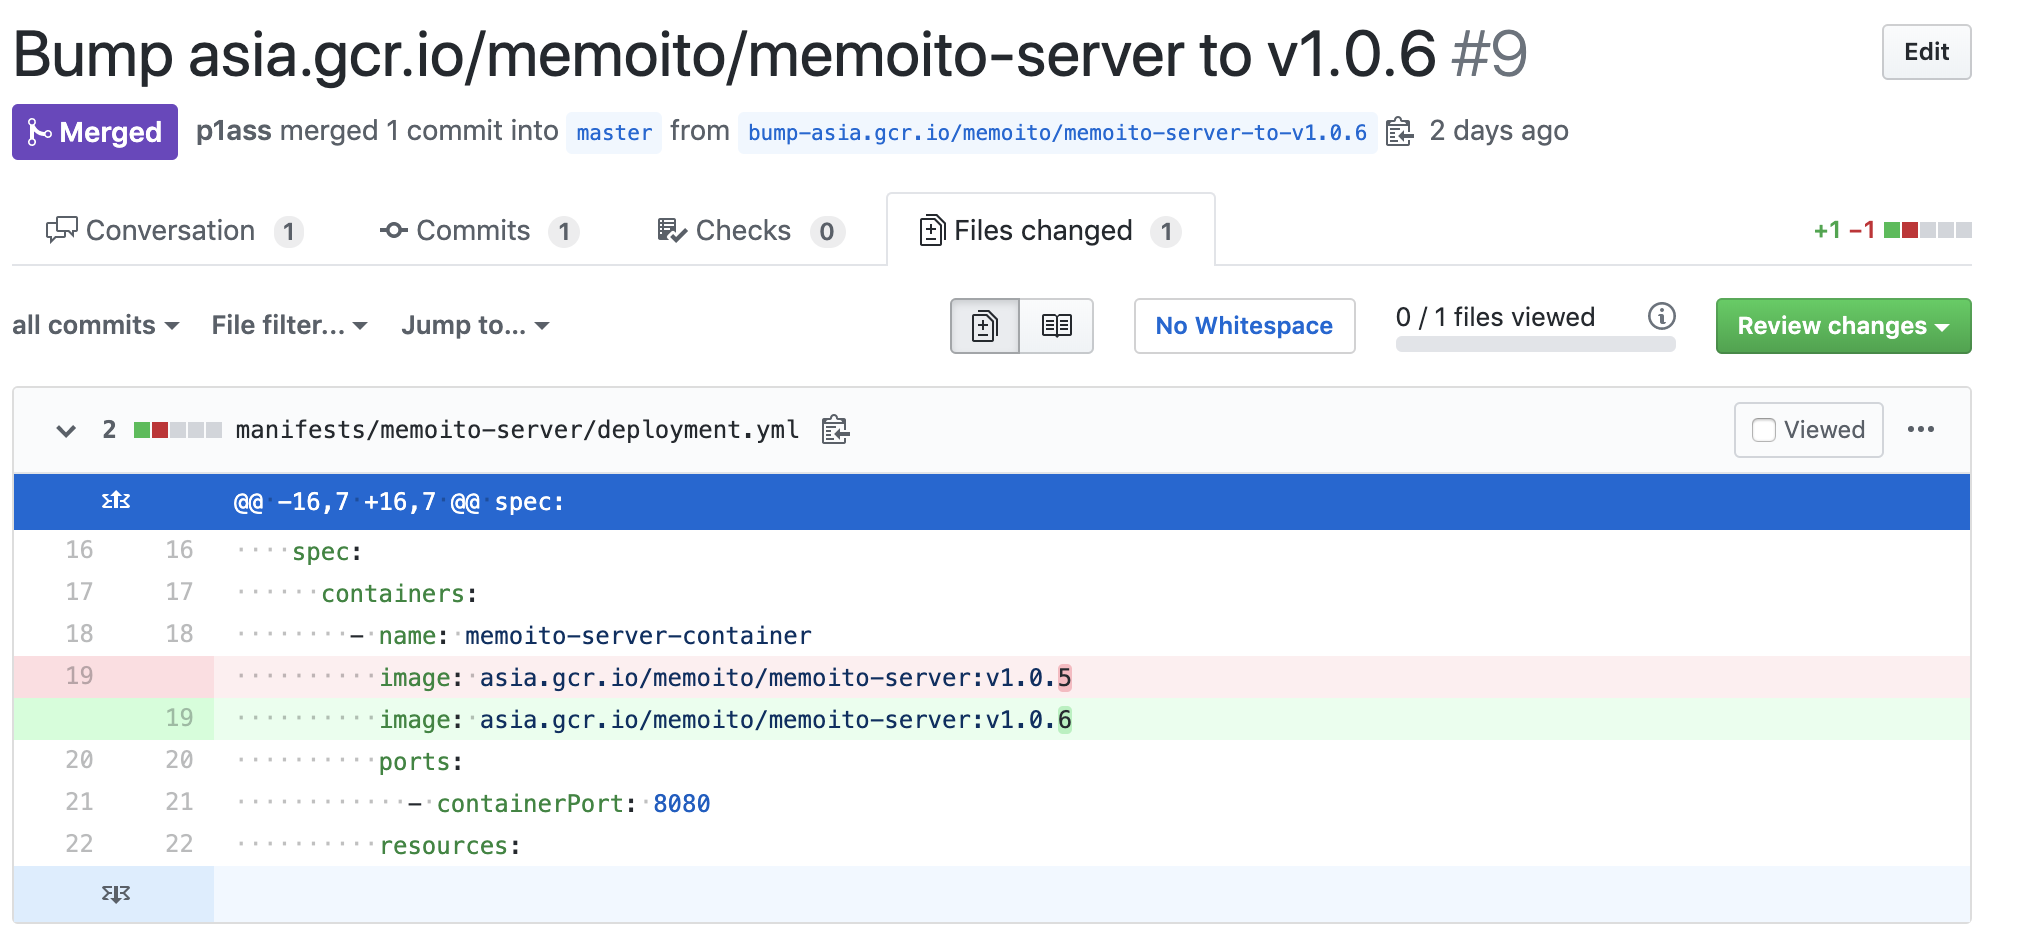 Bump asia.gcr.io/memoito/memoito-server to v1.0.6 #9
Edit
Merged p1ass merged 1 commit into master from bump-asia.gcr.io/memoito/memoito-server-to-v1.0.6 2 days ago
Conversation 1 Commits 1 Checks 0 Files changed 1 +1 −1
all commits File filter... Jump to... No Whitespace 0 / 1 files viewed Review changes
2 manifests/memoito-server/deployment.yml Viewed
@@ -16,7 +16,7 @@ spec:
16 16 spec:
17 17 containers:
18 18 - name: memoito-server-container
19 image: asia.gcr.io/memoito/memoito-server:v1.0.5
19 image: asia.gcr.io/memoito/memoito-server:v1.0.6
20 20 ports:
21 21 - containerPort: 8080
22 22 resources: